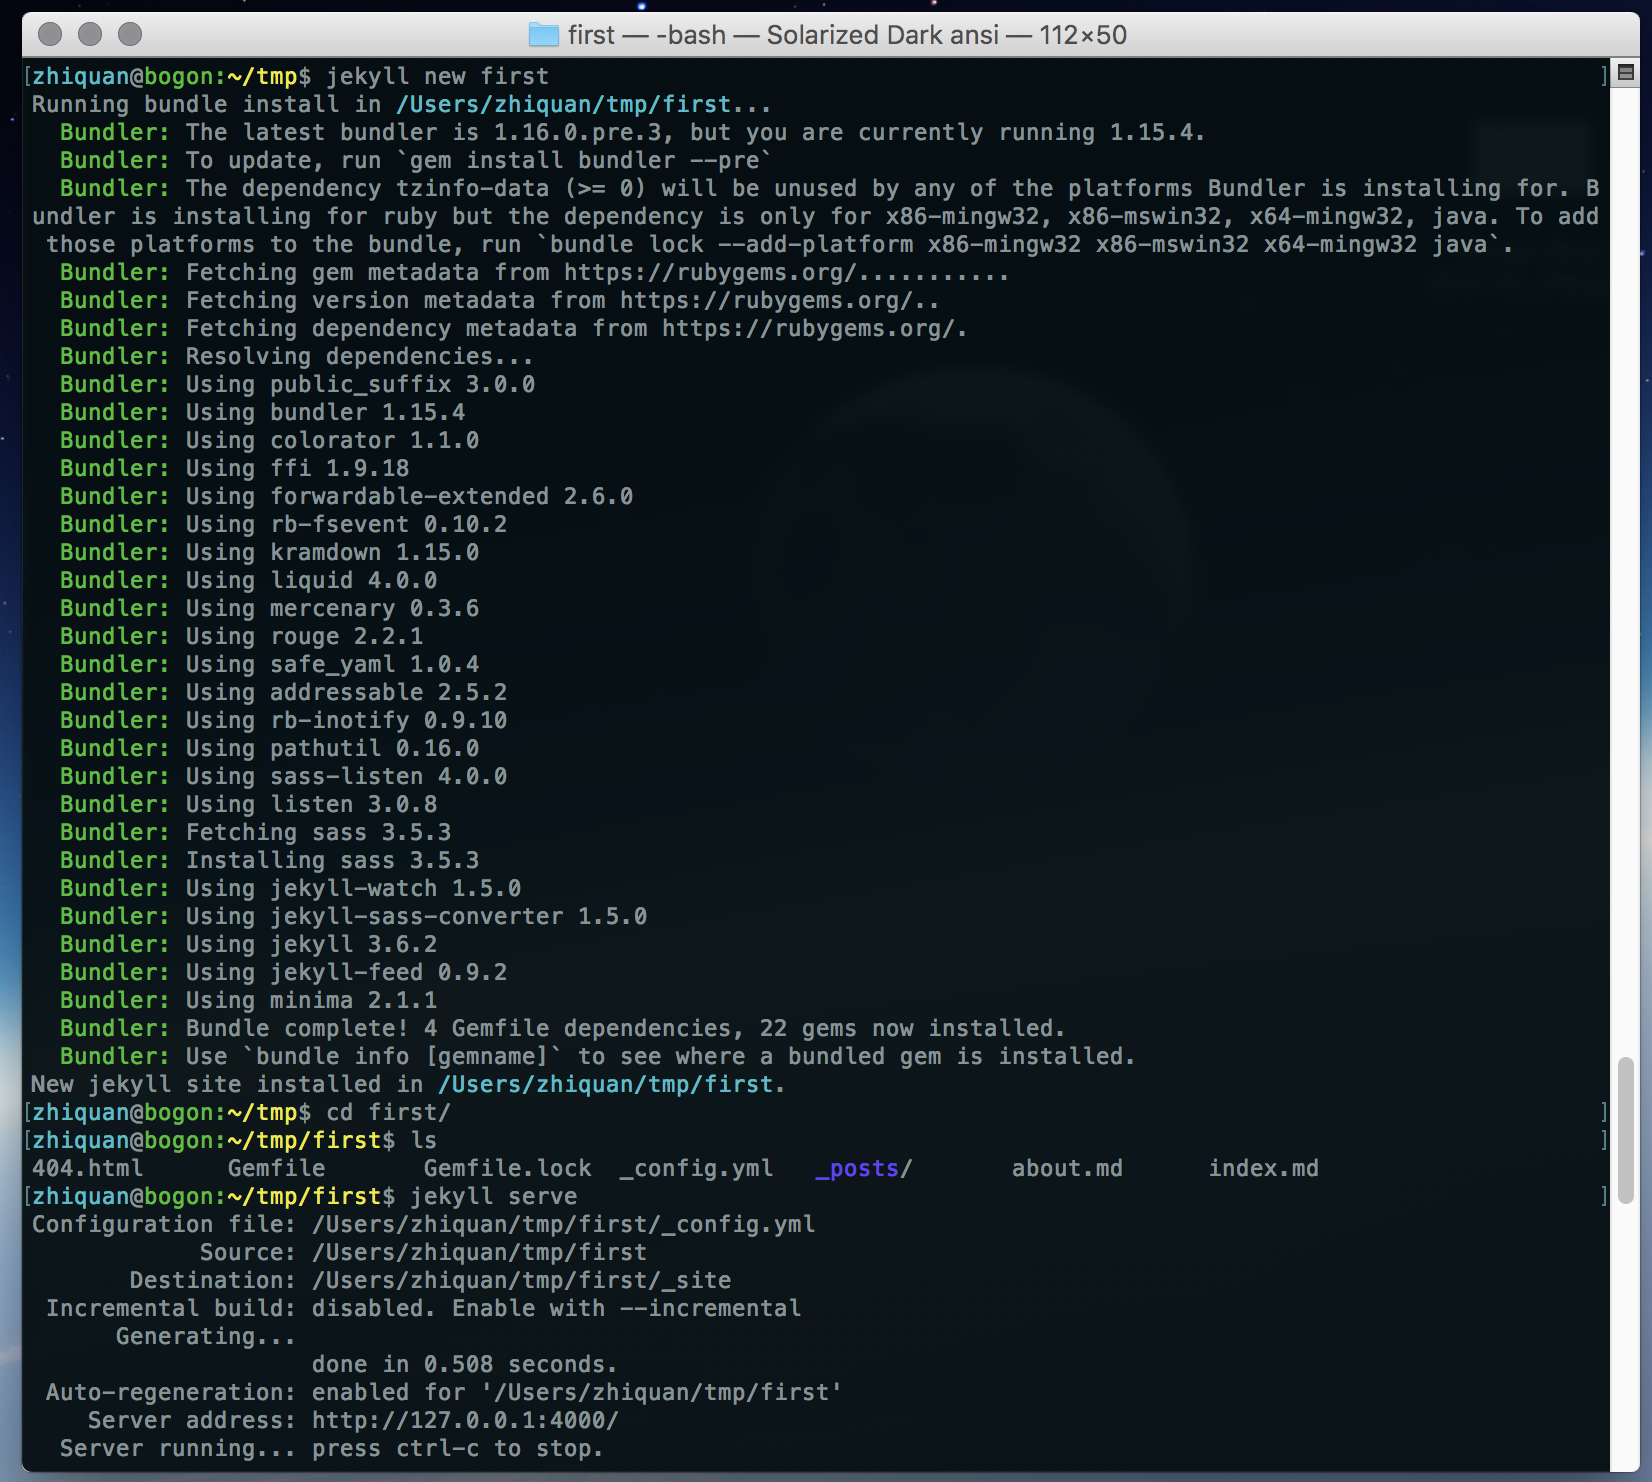 first — -bash — Solarized Dark ansi — 112×50
[zhiquan@bogon:~/tmp$ jekyll new first ]
Running bundle install in /Users/zhiquan/tmp/first...
  Bundler: The latest bundler is 1.16.0.pre.3, but you are currently running 1.15.4.
  Bundler: To update, run `gem install bundler --pre`
  Bundler: The dependency tzinfo-data (>= 0) will be unused by any of the platforms Bundler is installing for. B
undler is installing for ruby but the dependency is only for x86-mingw32, x86-mswin32, x64-mingw32, java. To add
 those platforms to the bundle, run `bundle lock --add-platform x86-mingw32 x86-mswin32 x64-mingw32 java`.
  Bundler: Fetching gem metadata from https://rubygems.org/...........
  Bundler: Fetching version metadata from https://rubygems.org/..
  Bundler: Fetching dependency metadata from https://rubygems.org/.
  Bundler: Resolving dependencies...
  Bundler: Using public_suffix 3.0.0
  Bundler: Using bundler 1.15.4
  Bundler: Using colorator 1.1.0
  Bundler: Using ffi 1.9.18
  Bundler: Using forwardable-extended 2.6.0
  Bundler: Using rb-fsevent 0.10.2
  Bundler: Using kramdown 1.15.0
  Bundler: Using liquid 4.0.0
  Bundler: Using mercenary 0.3.6
  Bundler: Using rouge 2.2.1
  Bundler: Using safe_yaml 1.0.4
  Bundler: Using addressable 2.5.2
  Bundler: Using rb-inotify 0.9.10
  Bundler: Using pathutil 0.16.0
  Bundler: Using sass-listen 4.0.0
  Bundler: Using listen 3.0.8
  Bundler: Fetching sass 3.5.3
  Bundler: Installing sass 3.5.3
  Bundler: Using jekyll-watch 1.5.0
  Bundler: Using jekyll-sass-converter 1.5.0
  Bundler: Using jekyll 3.6.2
  Bundler: Using jekyll-feed 0.9.2
  Bundler: Using minima 2.1.1
  Bundler: Bundle complete! 4 Gemfile dependencies, 22 gems now installed.
  Bundler: Use `bundle info [gemname]` to see where a bundled gem is installed.
New jekyll site installed in /Users/zhiquan/tmp/first.
[zhiquan@bogon:~/tmp$ cd first/ ]
[zhiquan@bogon:~/tmp/first$ ls ]
404.html      Gemfile       Gemfile.lock  _config.yml   _posts/       about.md      index.md
[zhiquan@bogon:~/tmp/first$ jekyll serve ]
Configuration file: /Users/zhiquan/tmp/first/_config.yml
            Source: /Users/zhiquan/tmp/first
       Destination: /Users/zhiquan/tmp/first/_site
 Incremental build: disabled. Enable with --incremental
      Generating...
                    done in 0.508 seconds.
 Auto-regeneration: enabled for '/Users/zhiquan/tmp/first'
    Server address: http://127.0.0.1:4000/
  Server running... press ctrl-c to stop.